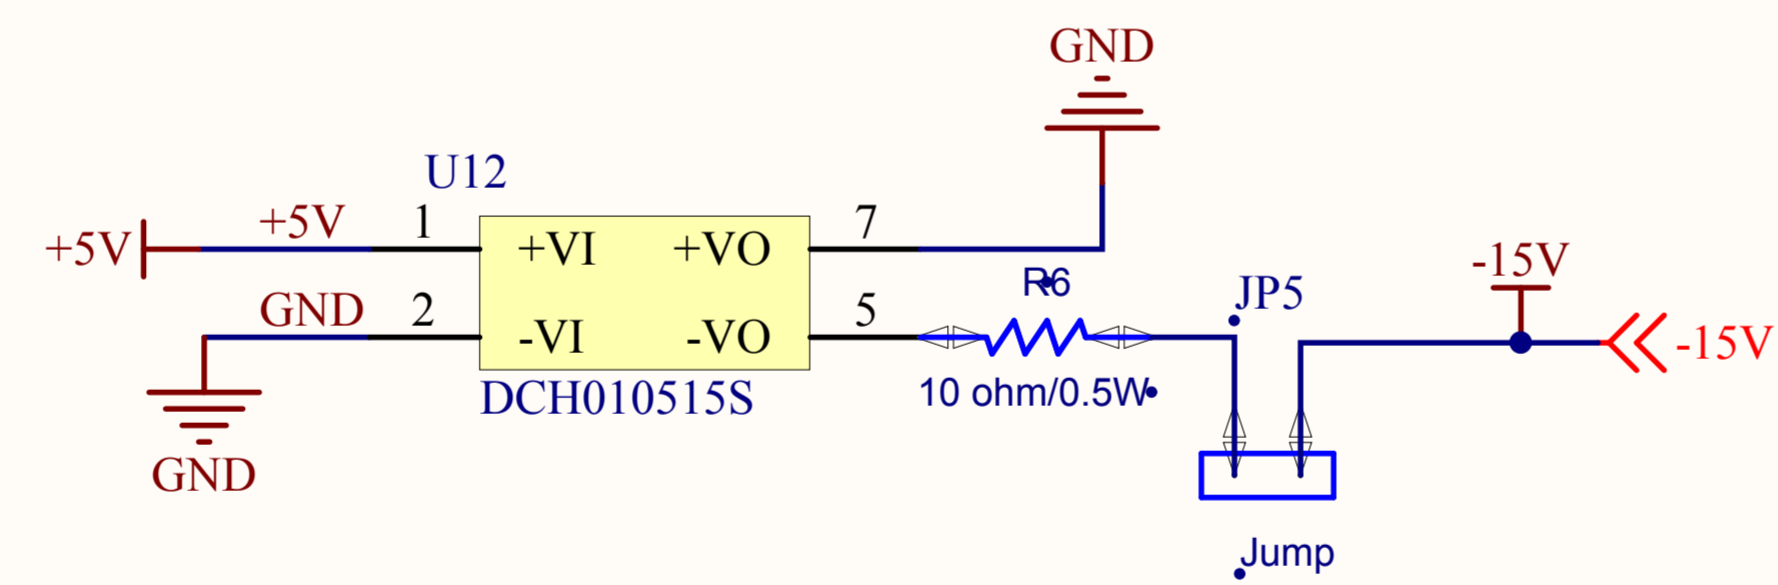 GND
U12
+5V
+5V
1
+VI
+VO
7
GND
2
-VI
-VO
5
R6
JP5
-15V
-15V
DCH010515S
10 ohm/0.5W
GND
Jump